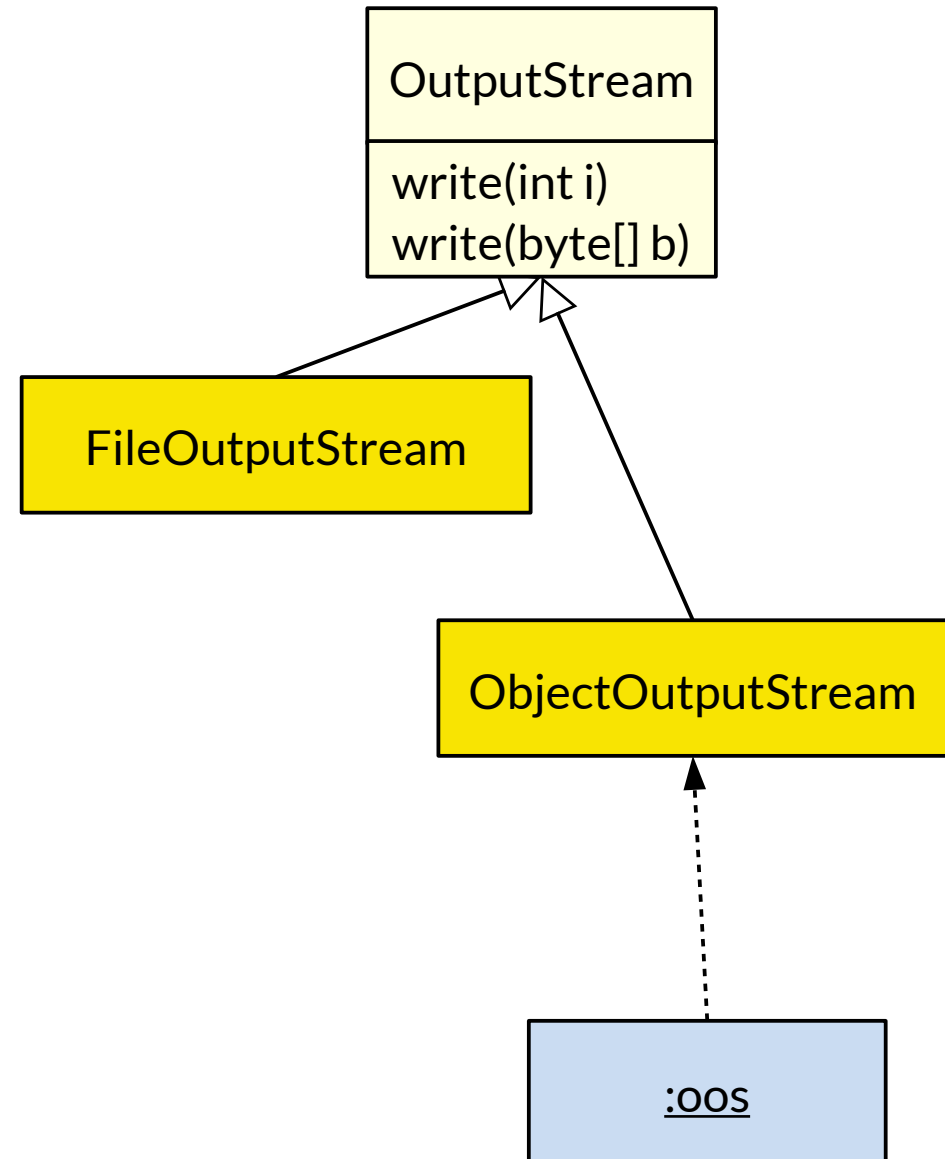 OutputStream
write(int i)
write(byte[] b)
FileOutputStream
ObjectOutputStream
:oos